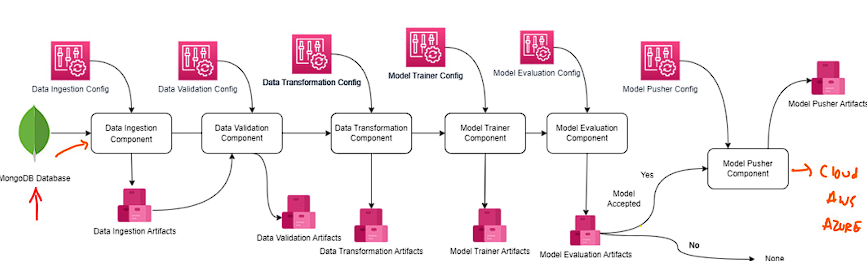 Data Ingestion Config
Data Validation Config
Data Transformation Config
Model Trainer Config
Model Evaluation Config
Model Pusher Config
Model Pusher Artifacts
MongoDB Database
Data Ingestion
Component
Data Validation
Component
Data Transformation
Component
Model Trainer
Component
Model Evaluation
Component
Model Pusher
Component
Cloud
AWS
AZURE
Yes
Model
Accepted
No
None
Data Ingestion Artifacts
Data Validation Artifacts
Data Transformation Artifacts
Model Trainer Artifacts
Model Evaluation Artifacts